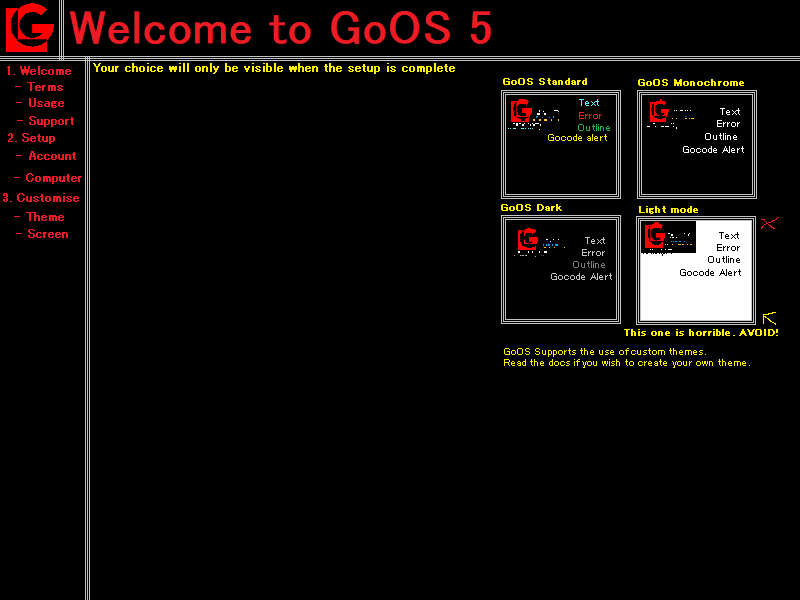 Welcome to GoOS 5
1. Welcome
- Terms
- Usage
- Support
2. Setup
- Account
- Computer
3. Customise
- Theme
- Screen
Your choice will only be visible when the setup is complete
GoOS Standard
Text
Error
Outline
Gocode alert
GoOS Monochrome
Text
Error
Outline
Gocode Alert
GoOS Dark
Text
Error
Outline
Gocode Alert
Light mode
Text
Error
Outline
Gocode Alert
This one is horrible. AVOID!
GoOS Supports the use of custom themes.
Read the docs if you wish to create your own theme.